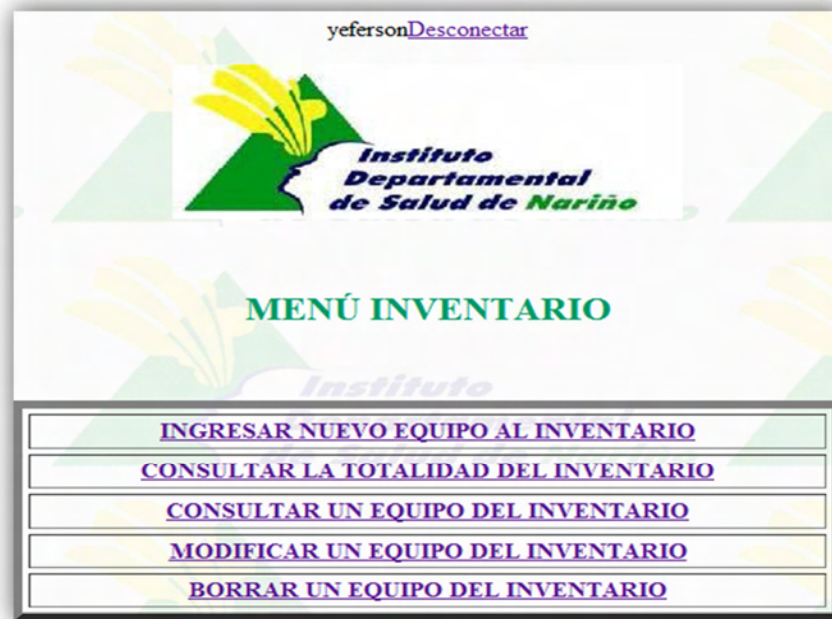 yefersonDesconectar
Instituto
Departamental
de Salud de Nariño
MENÚ INVENTARIO
Instituto
INGRESAR NUEVO EQUIPO AL INVENTARIO
CONSULTAR LA TOTALIDAD DEL INVENTARIO
CONSULTAR UN EQUIPO DEL INVENTARIO
MODIFICAR UN EQUIPO DEL INVENTARIO
BORRAR UN EQUIPO DEL INVENTARIO